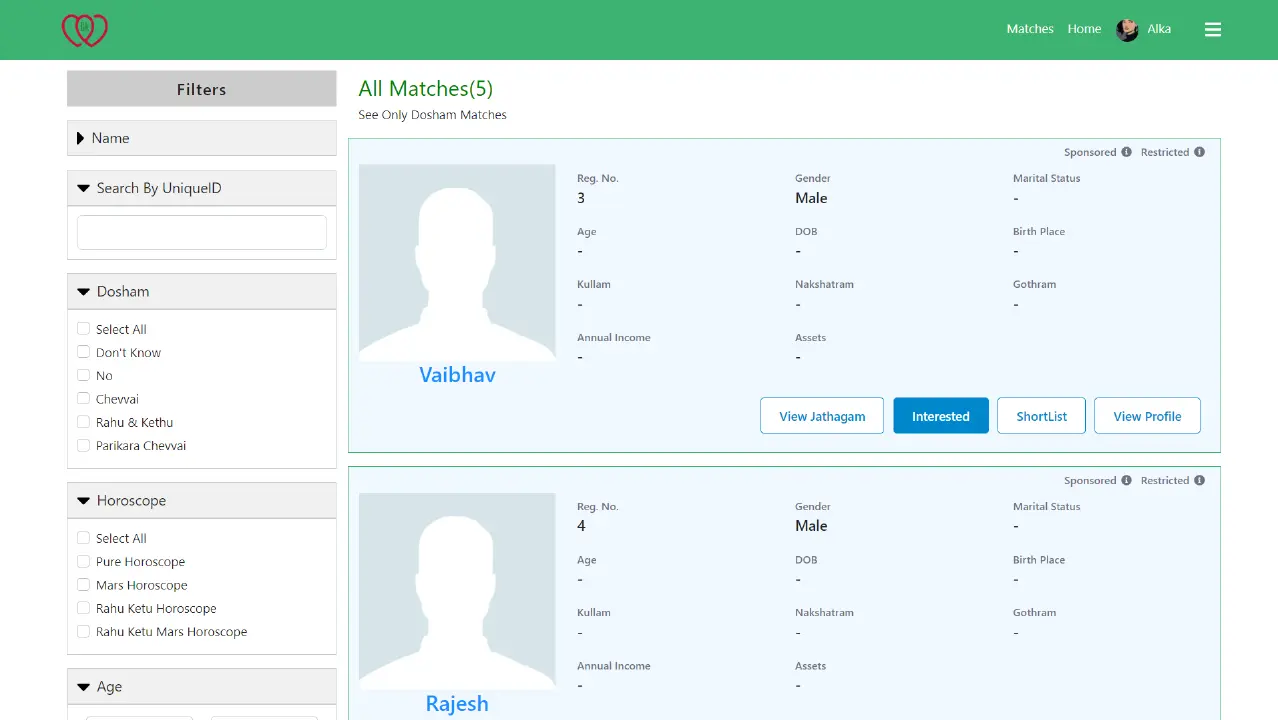 Matches Home Alka
Filters
Name
Search By UniqueID
Dosham
Select All
Don't Know
No
Chevvai
Rahu & Kethu
Parikara Chevvai
Horoscope
Select All
Pure Horoscope
Mars Horoscope
Rahu Ketu Horoscope
Rahu Ketu Mars Horoscope
Age
All Matches(5)
See Only Dosham Matches
Sponsored Restricted
Reg. No. Gender Marital Status
3 Male -
Age DOB Birth Place
- - -
Kullam Nakshatram Gothram
- - -
Annual Income Assets
- -
Vaibhav
View Jathagam Interested ShortList View Profile
Sponsored Restricted
Reg. No. Gender Marital Status
4 Male -
Age DOB Birth Place
- - -
Kullam Nakshatram Gothram
- - -
Annual Income Assets
- -
Rajesh